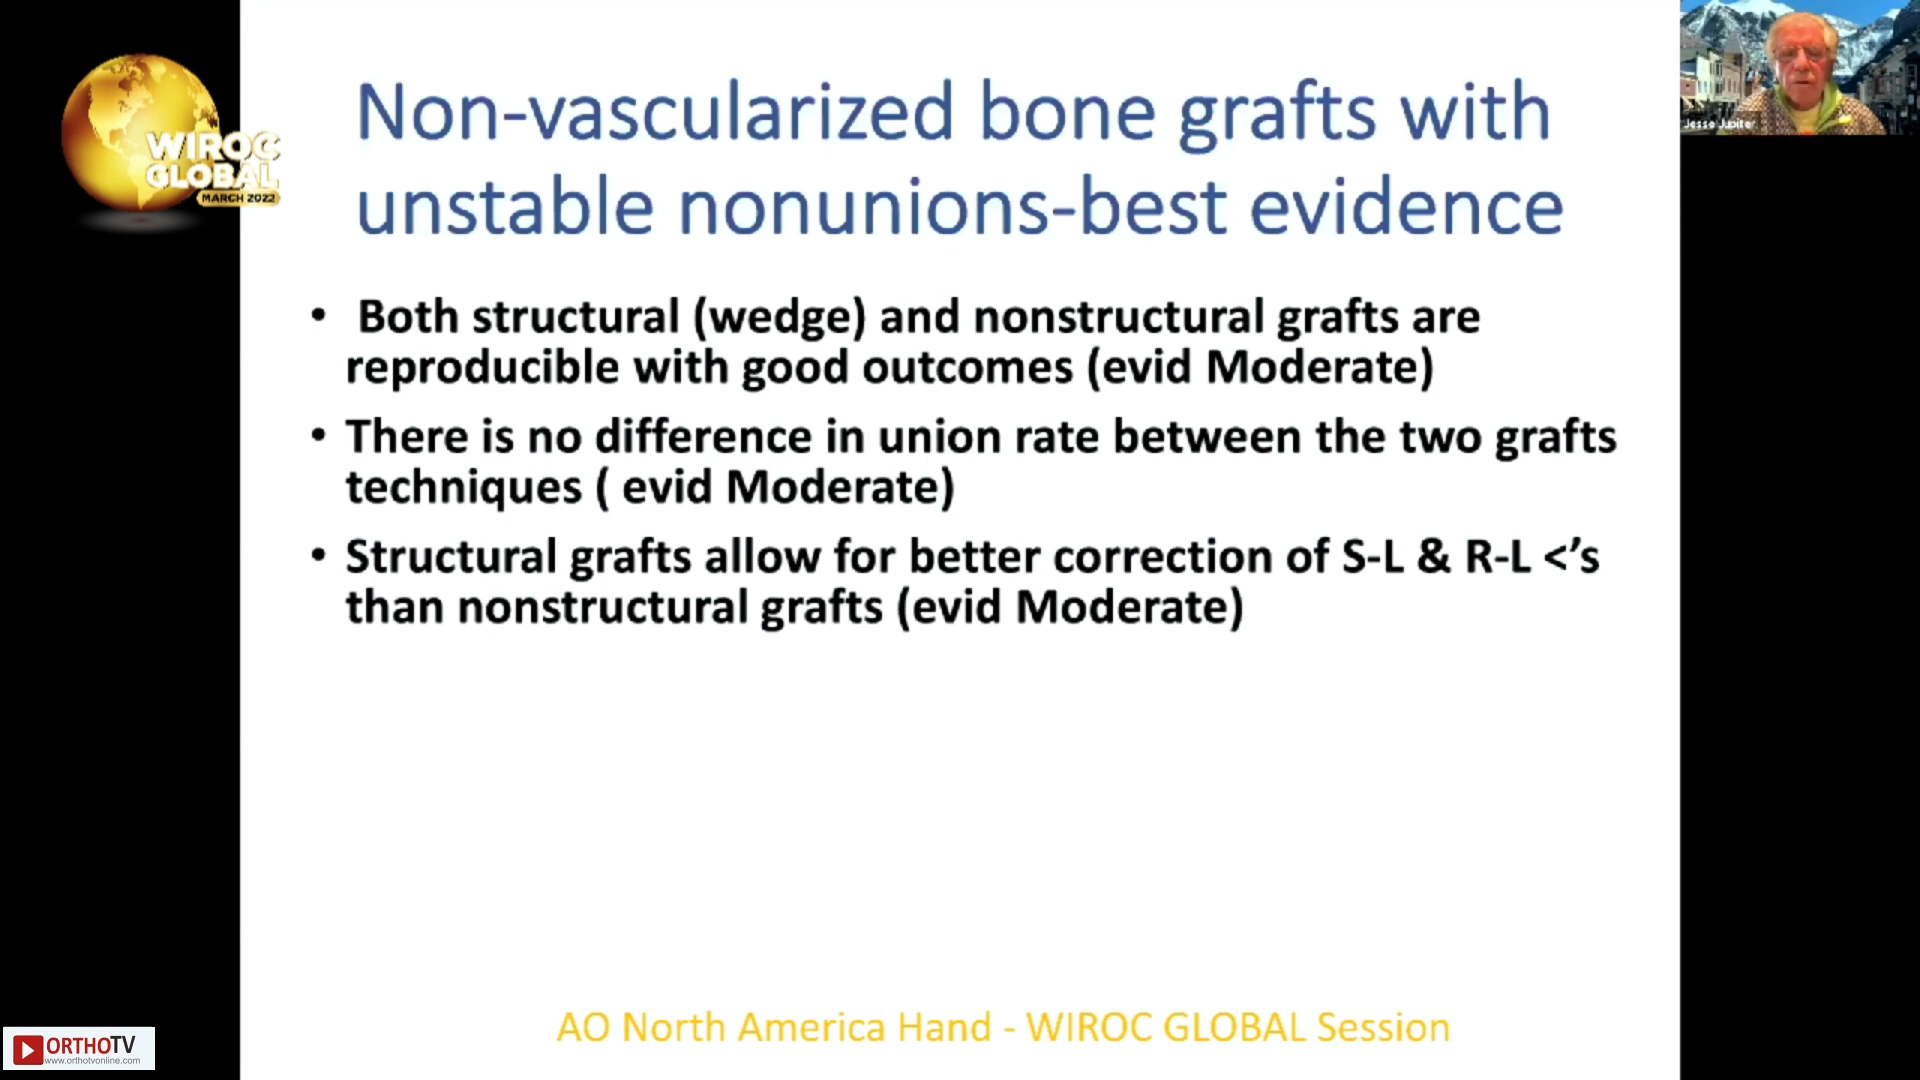 WIROC
GLOBAL
MARCH 2022
Jesse Jupiter
Non-vascularized bone grafts with
unstable nonunions-best evidence
• Both structural (wedge) and nonstructural grafts are
reproducible with good outcomes (evid Moderate)
• There is no difference in union rate between the two grafts
techniques ( evid Moderate)
• Structural grafts allow for better correction of S-L & R-L <’s
than nonstructural grafts (evid Moderate)
AO North America Hand - WIROC GLOBAL Session
ORTHOTV
www.orthotvonline.com